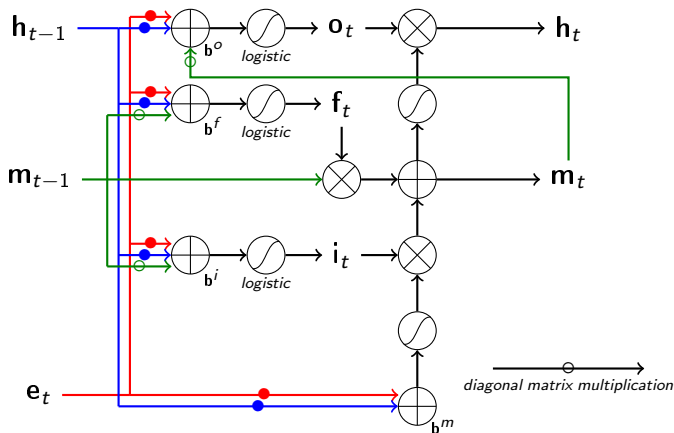 h_{t−1} o_t h_t
b^o
logistic
f_t
b^f logistic
m_{t−1} m_t
i_t
b^i logistic
diagonal matrix multiplication
e_t
b^m